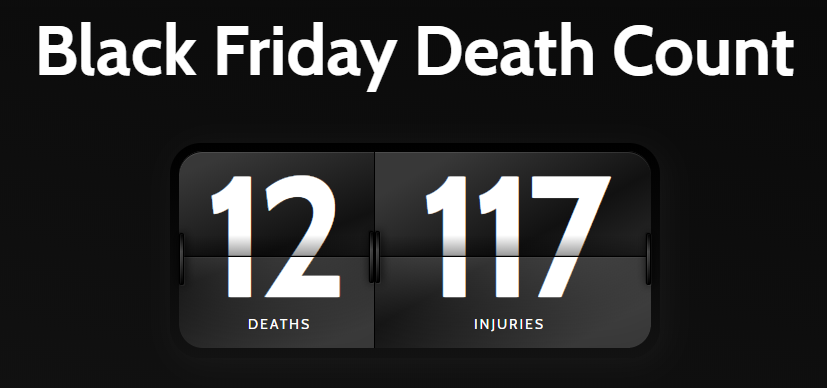 Black Friday Death Count
12 117
DEATHS INJURIES